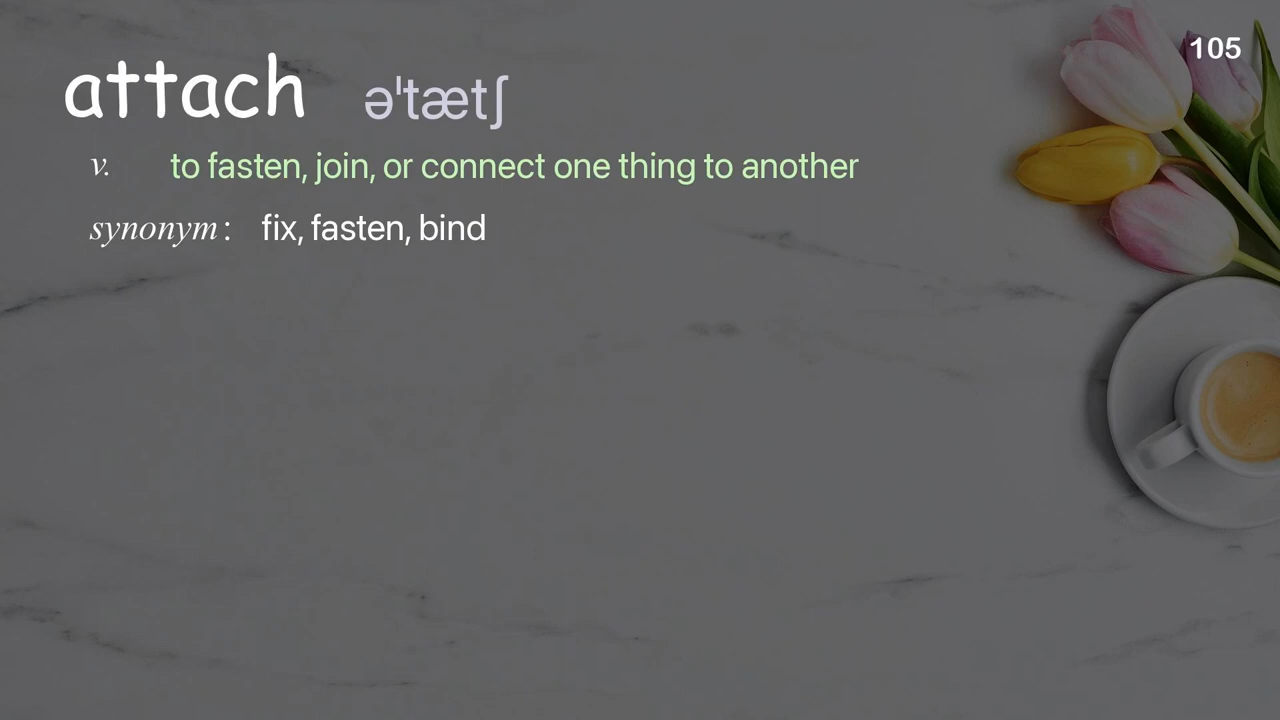 105
attach əˈtætʃ
v. to fasten, join, or connect one thing to another
synonym: fix, fasten, bind